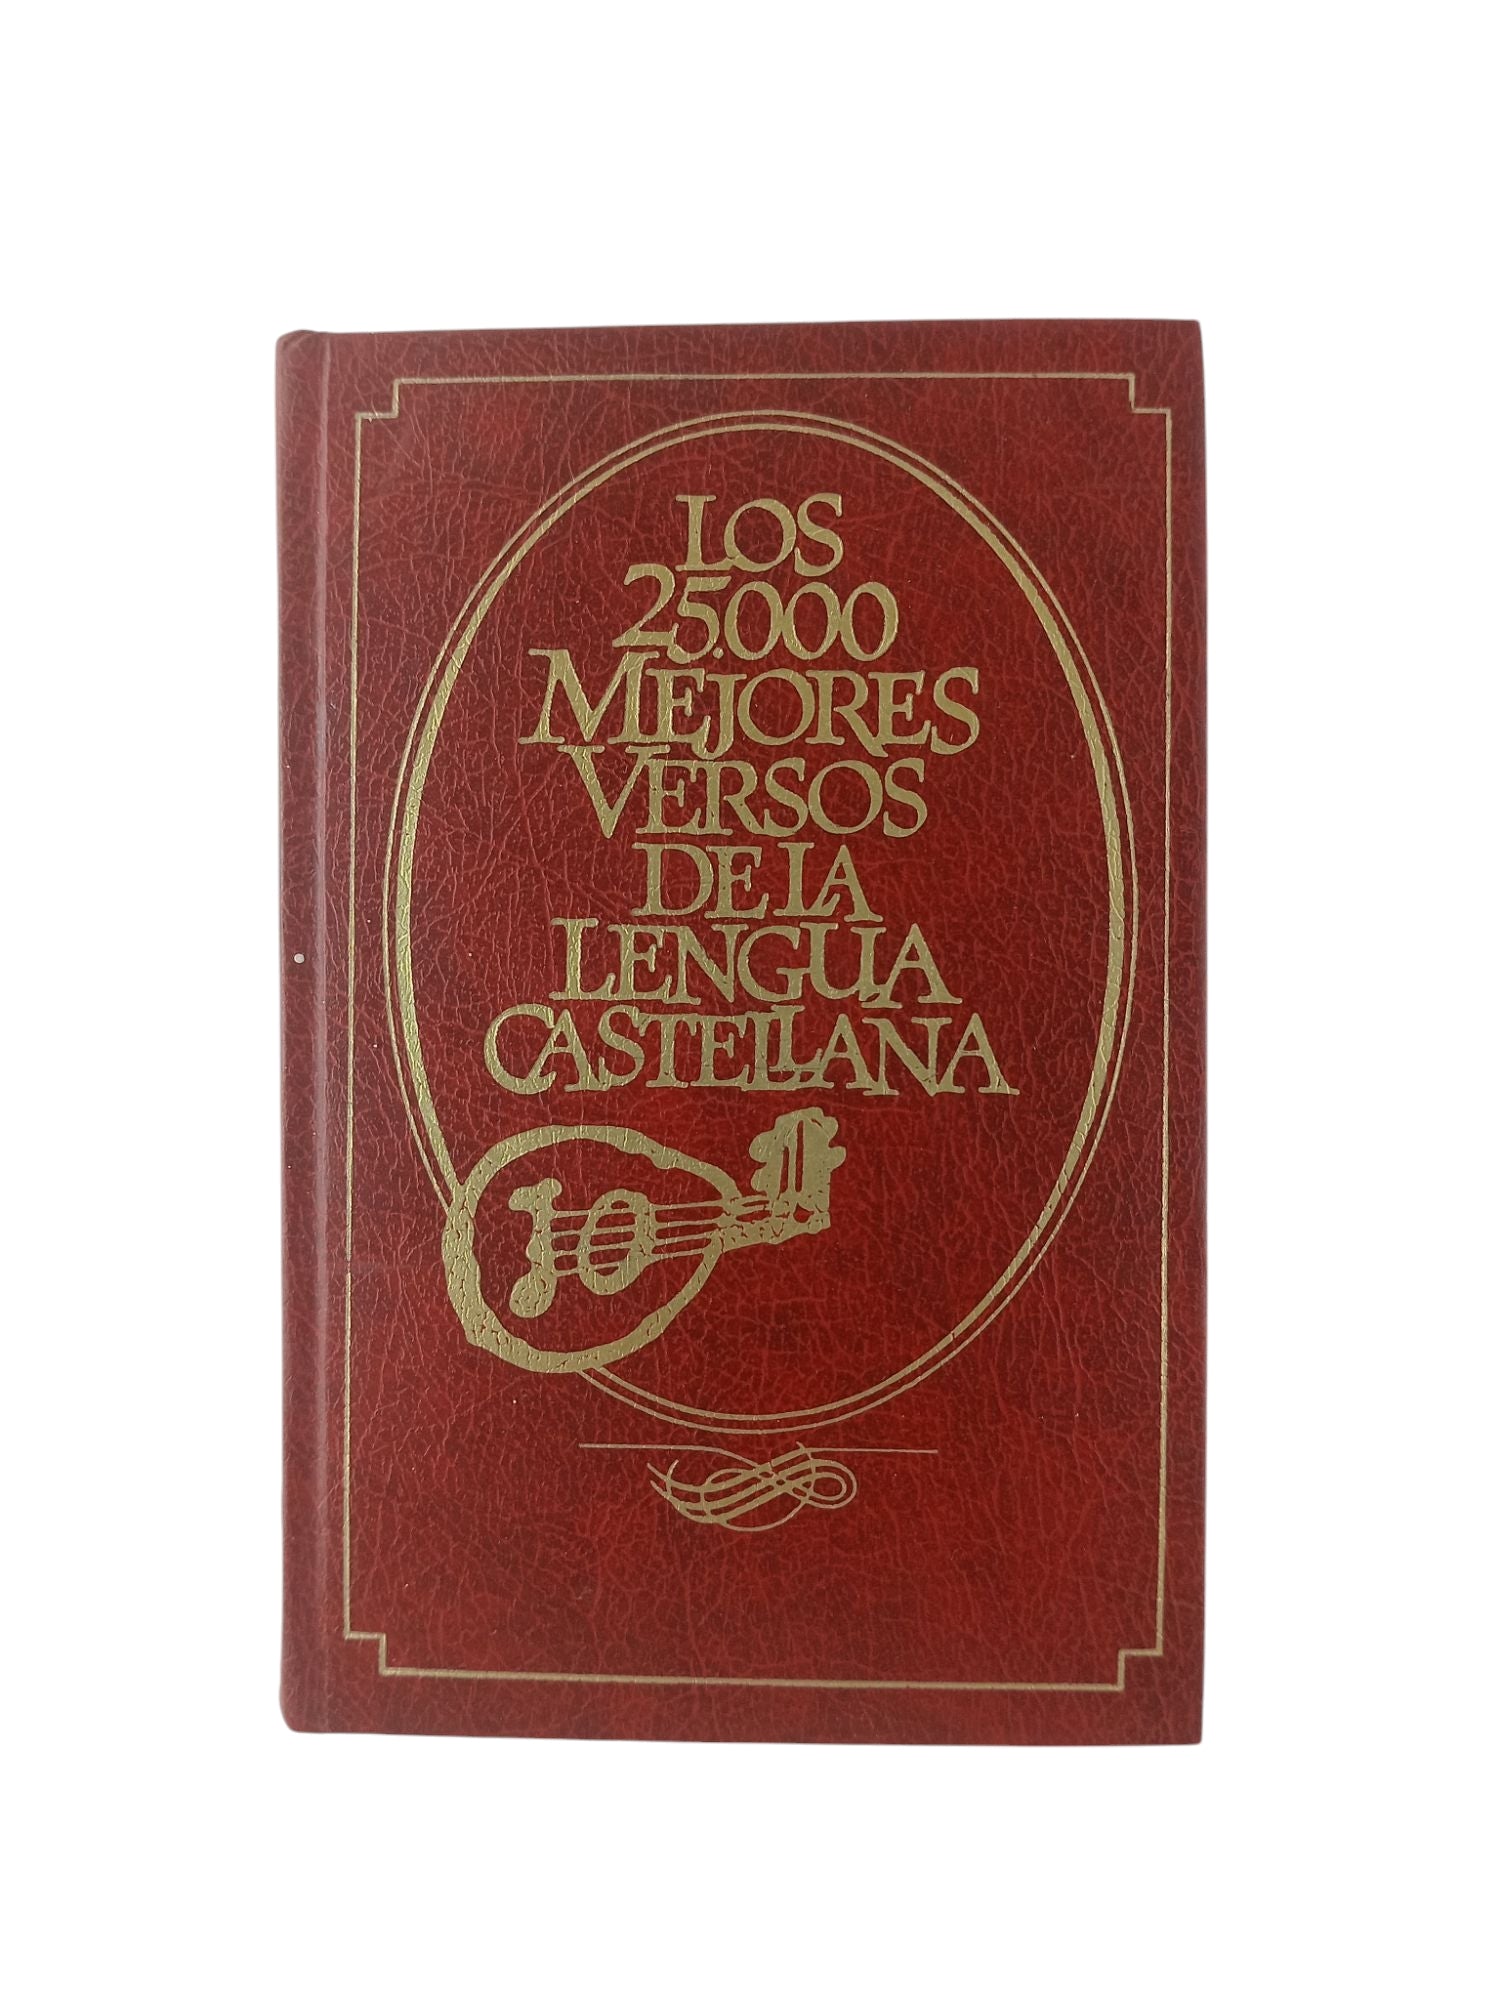 LOS
25.000
MEJORES
VERSOS
DE LA
LENGUA
CASTELLANA